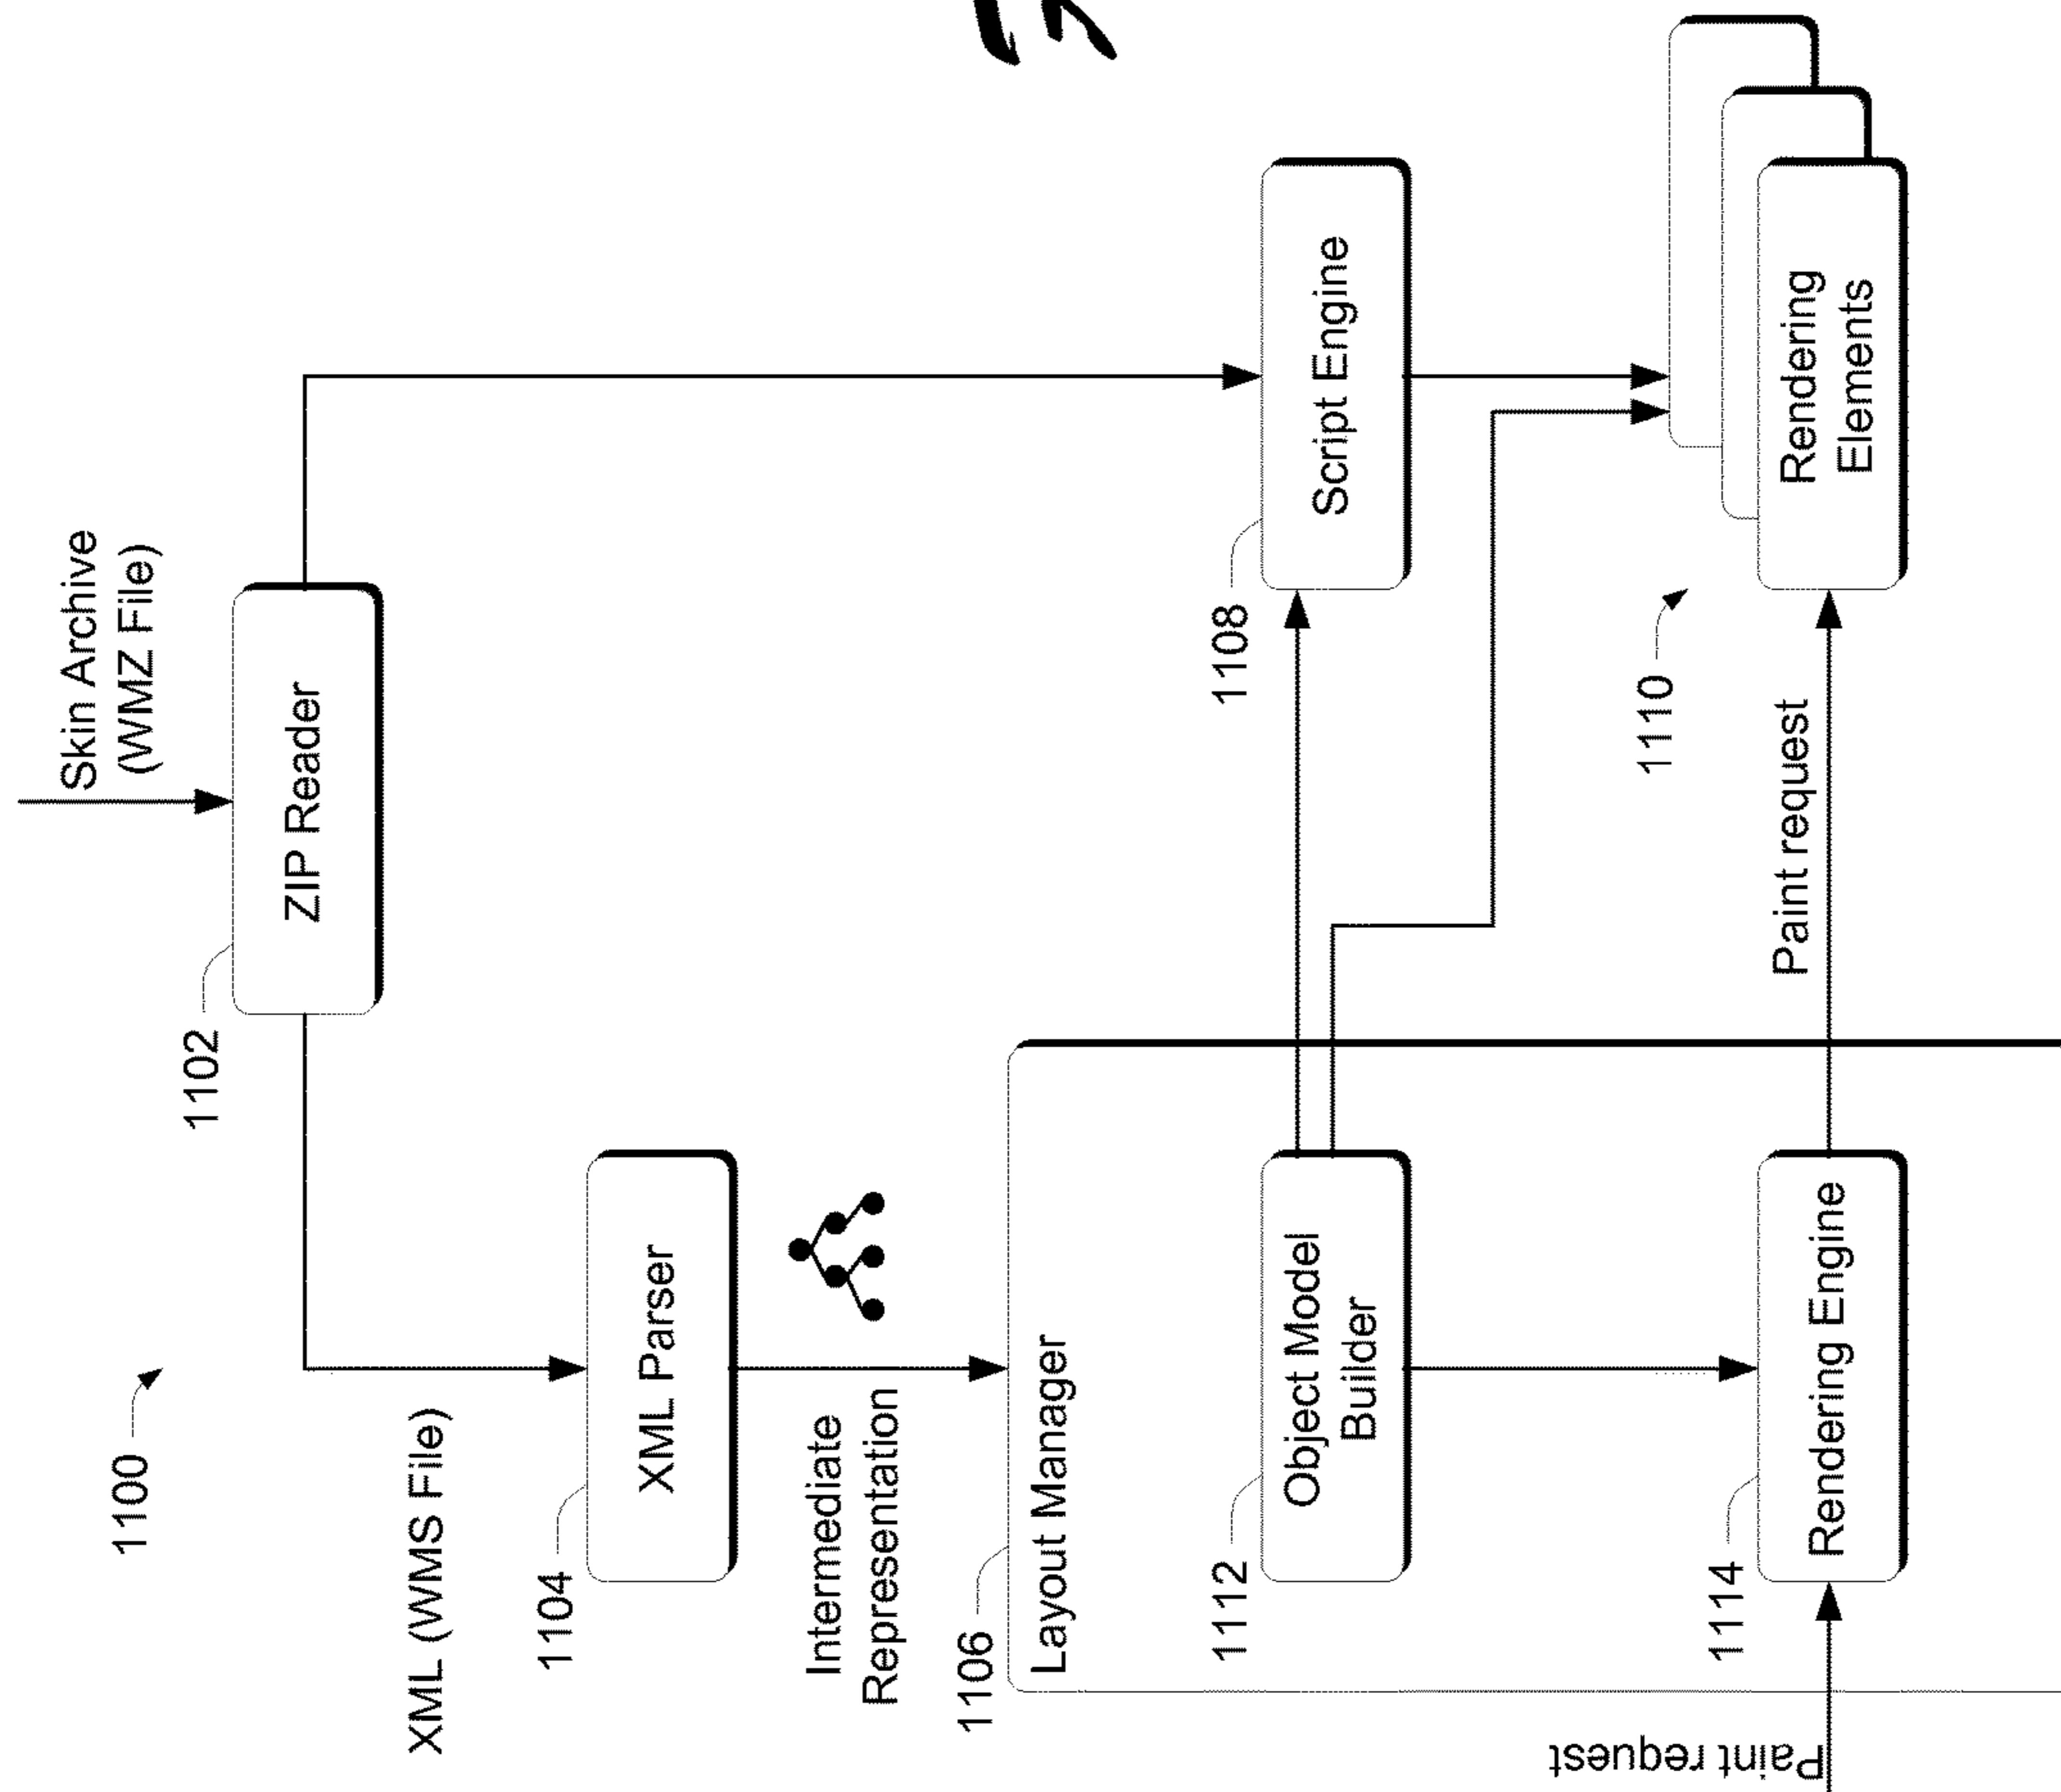 1100
Skin Archive
(WMZ File)
1102
ZIP Reader
XML (WMS File)
1104
XML Parser
Intermediate
Representation
1106
Layout Manager
1112
Object Model
Builder
1108
Script Engine
1114
Rendering Engine
1110
Rendering
Elements
Paint request
Paint request